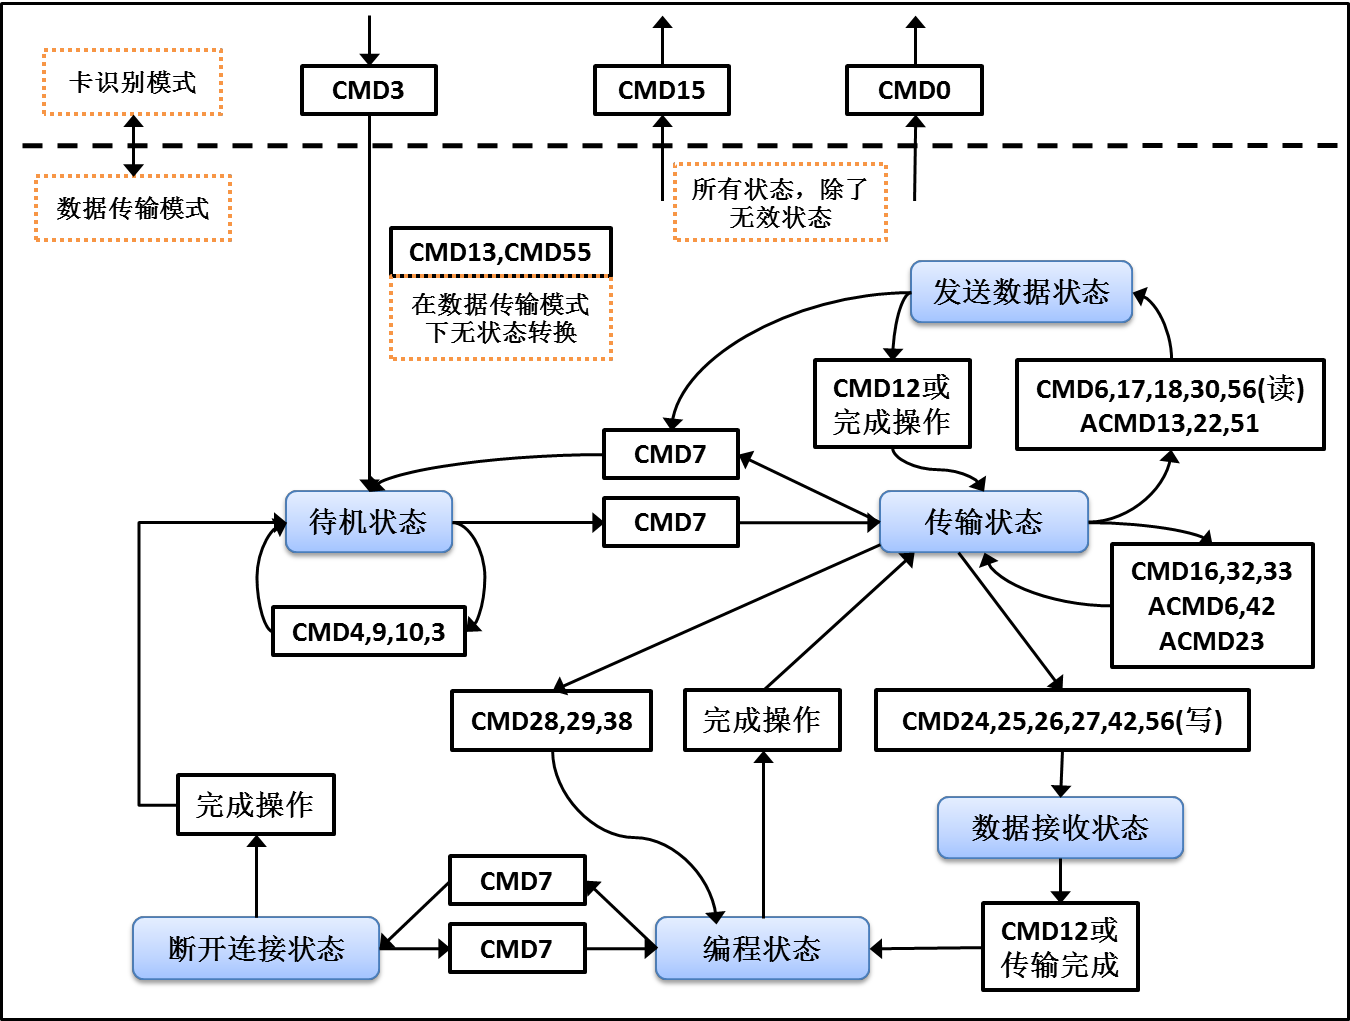 卡识别模式
CMD3
CMD15
CMD0
数据传输模式
所有状态，除了
无效状态
CMD13,CMD55
在数据传输模式
下无状态转换
发送数据状态
CMD12或
完成操作
CMD6,17,18,30,56(读)
ACMD13,22,51
CMD7
待机状态
CMD7
传输状态
CMD16,32,33
ACMD6,42
ACMD23
CMD4,9,10,3
CMD28,29,38
完成操作
CMD24,25,26,27,42,56(写)
完成操作
数据接收状态
CMD7
断开连接状态
CMD7
编程状态
CMD12或
传输完成